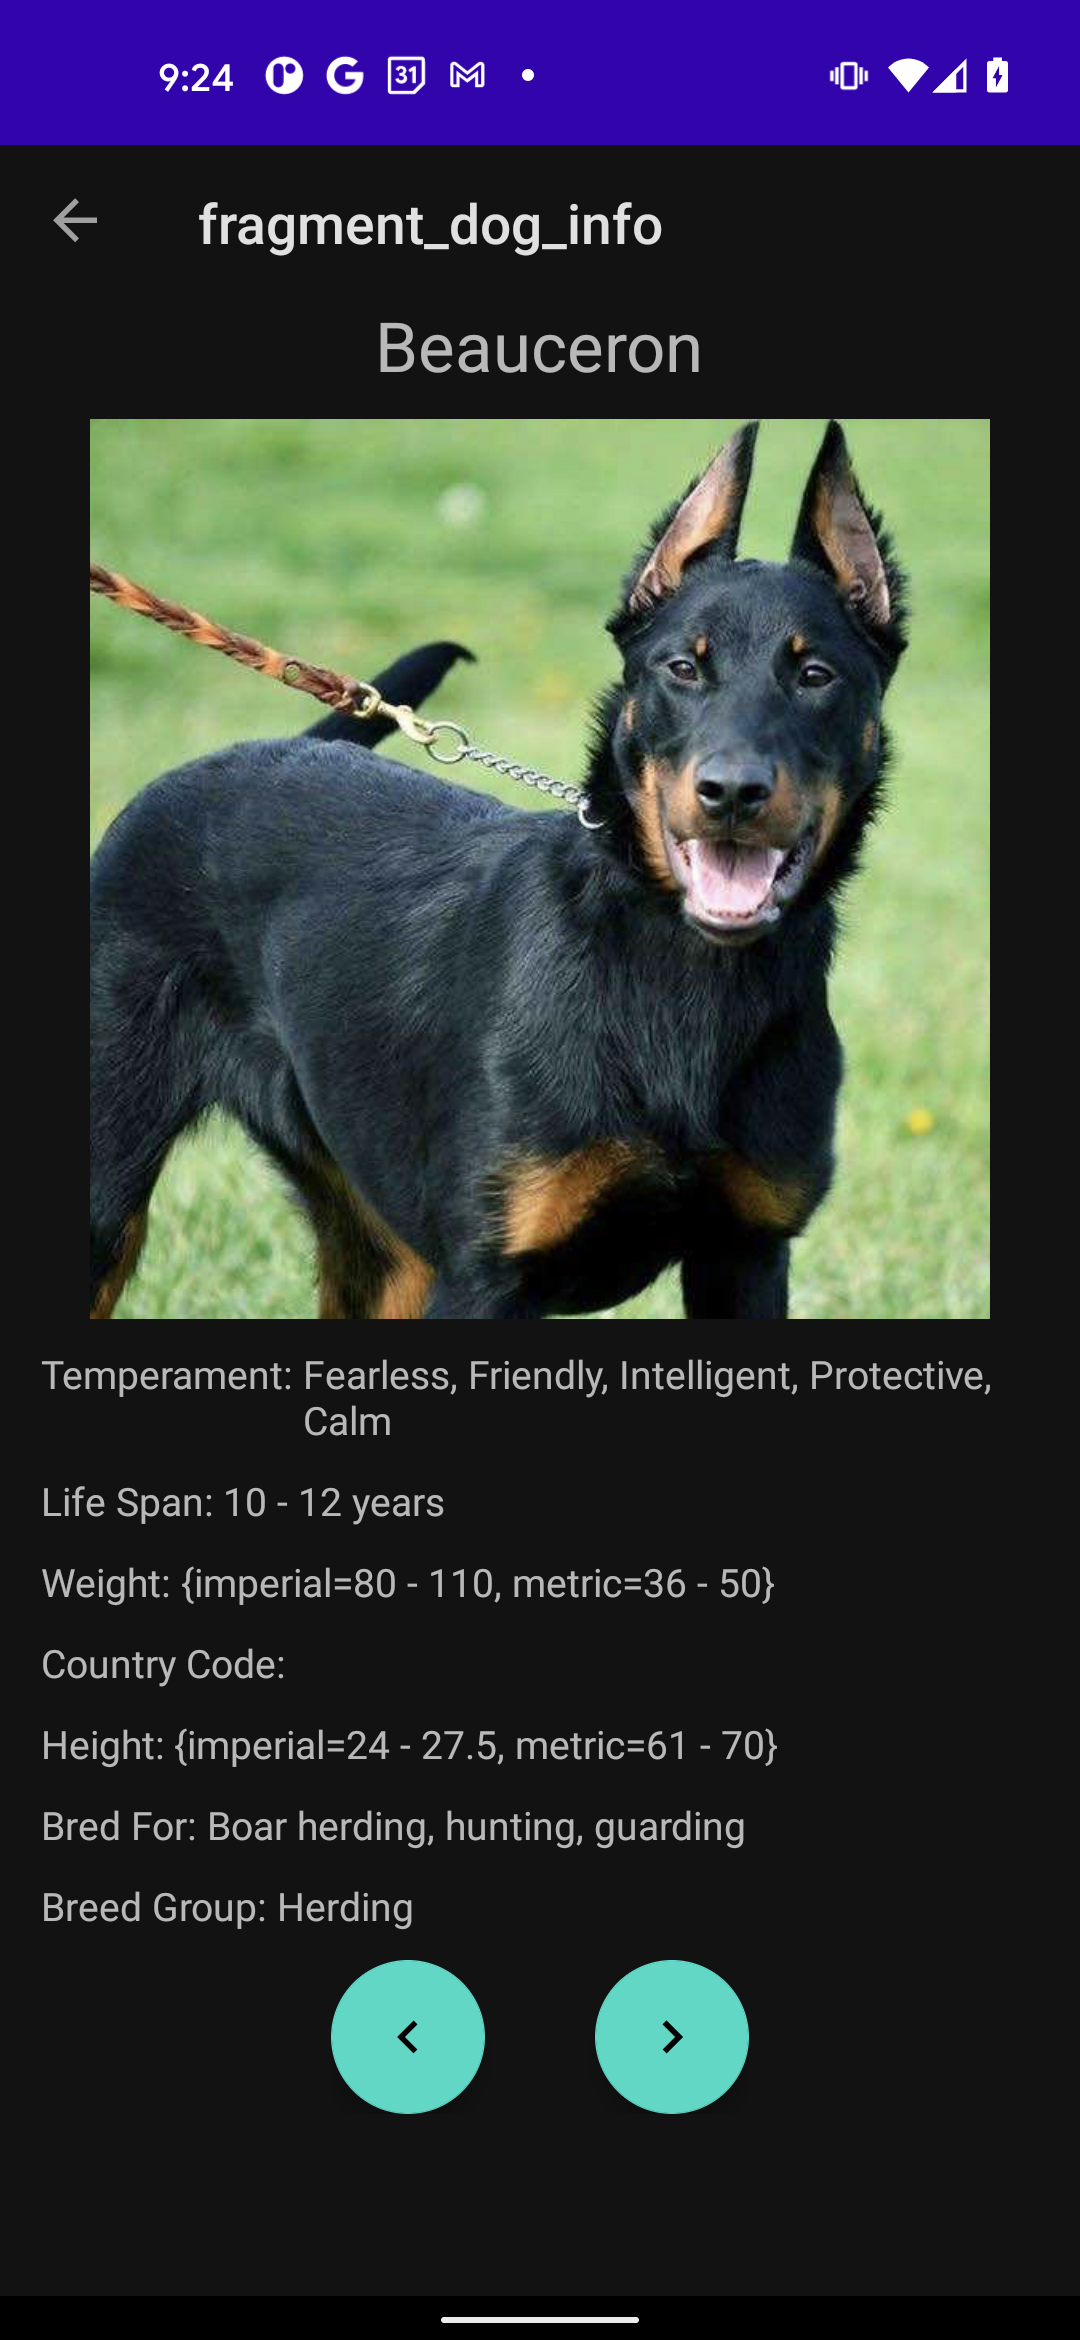 9:24
31
fragment_dog_info
Beauceron
Temperament: Fearless, Friendly, Intelligent, Protective,
Calm
Life Span: 10 - 12 years
Weight: {imperial=80 - 110, metric=36 - 50}
Country Code:
Height: {imperial=24 - 27.5, metric=61 - 70}
Bred For: Boar herding, hunting, guarding
Breed Group: Herding